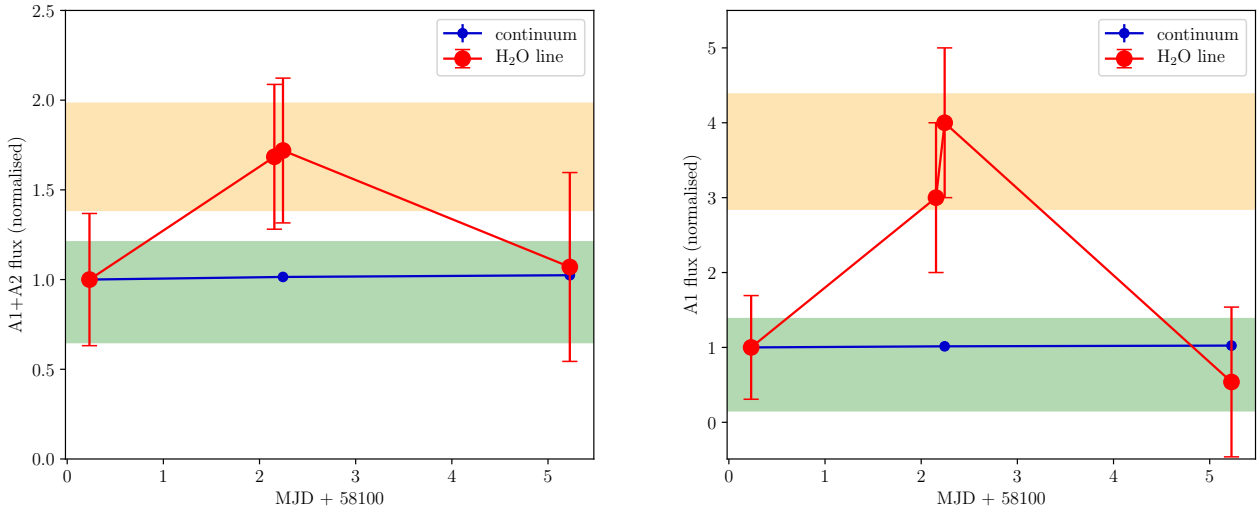 2.5
2.0
1.5
1.0
0.5
0.0
A1+A2 flux (normalised)
continuum
H₂O line
0 1 2 3 4 5
MJD + 58100
5
4
3
2
1
0
A1 flux (normalised)
continuum
H₂O line
0 1 2 3 4 5
MJD + 58100